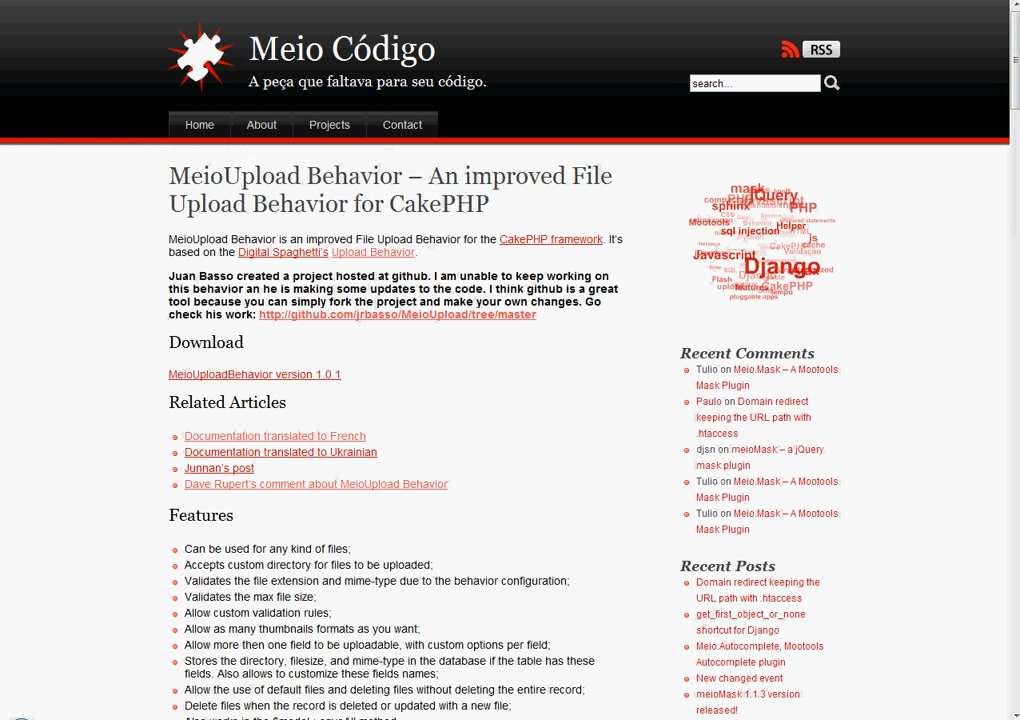 Meio Código
A peça que faltava para seu código.
RSS
search...
Home
About
Projects
Contact
MeioUpload Behavior – An improved File
Upload Behavior for CakePHP
MeioUpload Behavior is an improved File Upload Behavior for the CakePHP framework. It's
based on the Digital Spaghetti's Upload Behavior.
Juan Basso created a project hosted at github. I am unable to keep working on
this behavior an he is making some updates to the code. I think github is a great
tool because you can simply fork the project and make your own changes. Go
check his work: http://github.com/jrbasso/MeioUpload/tree/master
Download
MeioUploadBehavior version 1.0.1
Related Articles
Documentation translated to French
Documentation translated to Ukrainian
Junnan's post
Dave Rupert's comment about MeioUpload Behavior
Features
Can be used for any kind of files;
Accepts custom directory for files to be uploaded;
Validates the file extension and mime-type due to the behavior configuration;
Validates the max file size;
Allow custom validation rules;
Allow as many thumbnails formats as you want;
Allow more then one field to be uploadable, with custom options per field;
Stores the directory, filesize, and mime-type in the database if the table has these
fields. Also allows to customize these fields names;
Allow the use of default files and deleting files without deleting the entire record;
Delete files when the record is deleted or updated with a new file;
mask
jQuery
sphinx
PHP
css
Mootools
sql injection
Helper
js
Validação
Javascript
Django
SQL
Flash
features
CakePHP
tempo
pluggable apps
Recent Comments
Tulio on Meio.Mask – A Mootools
Mask Plugin
Paulo on Domain redirect
keeping the URL path with
.htaccess
djsn on meioMask – a jQuery
mask plugin
Tulio on Meio.Mask – A Mootools
Mask Plugin
Tulio on Meio.Mask – A Mootools
Mask Plugin
Recent Posts
Domain redirect keeping the
URL path with .htaccess
get_first_object_or_none
shortcut for Django
Meio.Autocomplete, Mootools
Autocomplete plugin
New changed event
meioMask 1.1.3 version
released!